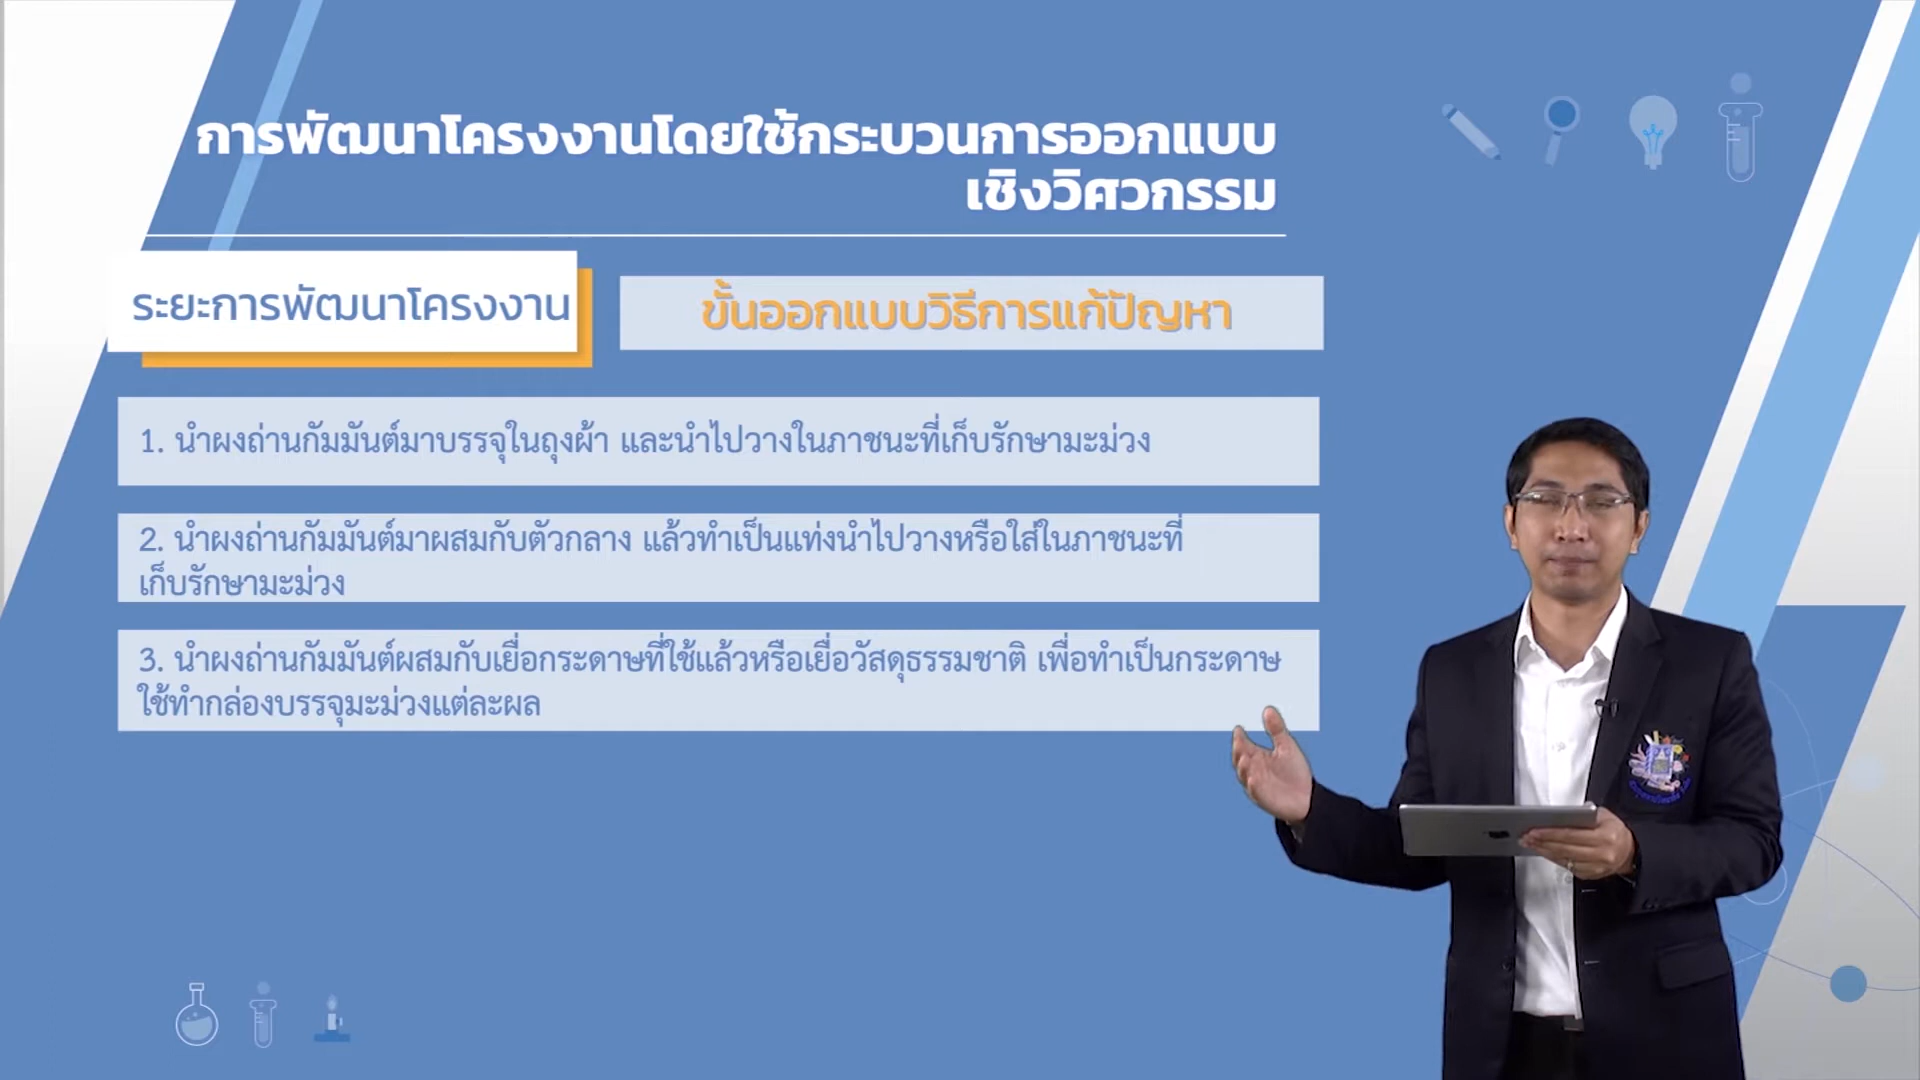 การพัฒนาโครงงานโดยใช้กระบวนการออกแบบ
เชิงวิศวกรรม
ระยะการพัฒนาโครงงาน
ขั้นออกแบบวิธีการแก้ปัญหา
1. นำผงถ่านกัมมันต์มาบรรจุในถุงผ้า และนำไปวางในภาชนะที่เก็บรักษามะม่วง
2. นำผงถ่านกัมมันต์มาผสมกับตัวกลาง แล้วทำเป็นแท่งนำไปวางหรือใส่ในภาชนะที่
เก็บรักษามะม่วง
3. นำผงถ่านกัมมันต์ผสมกับเยื่อกระดาษที่ใช้แล้วหรือเยื่อวัสดุธรรมชาติ เพื่อทำเป็นกระดาษ
ใช้ทำกล่องบรรจุมะม่วงแต่ละผล